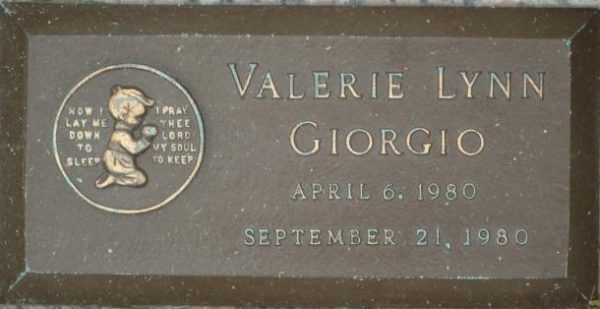 NOW I
LAY ME
DOWN
TO
SLEEP
I PRAY
THEE
LORD
MY SOUL
TO KEEP
VALERIE LYNN
GIORGIO
APRIL 6, 1980
SEPTEMBER 21, 1980